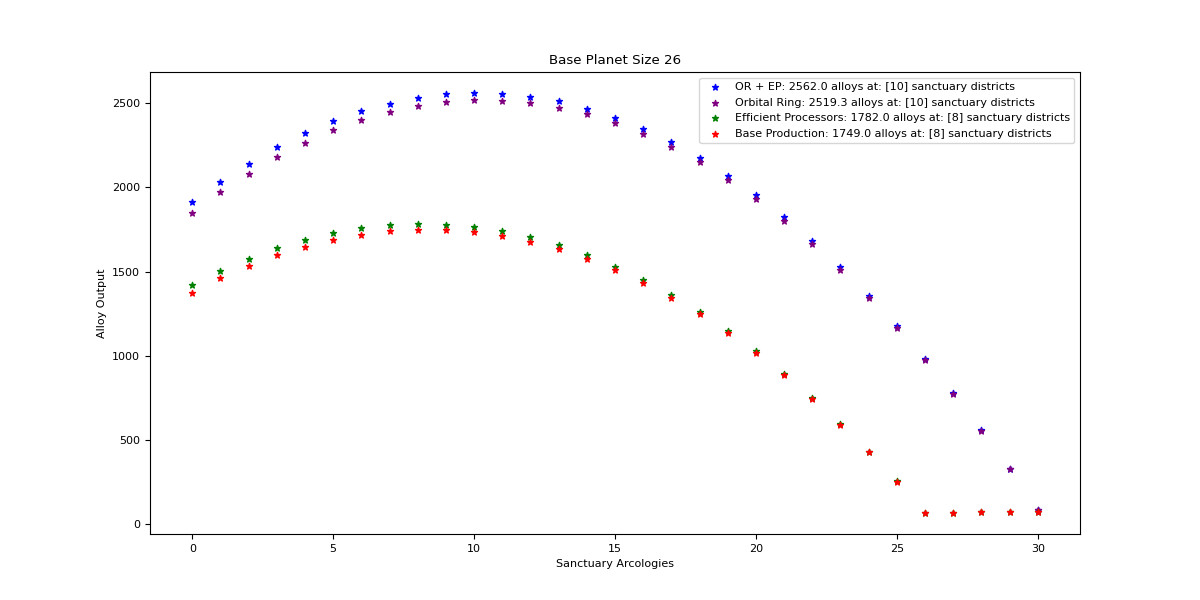 Base Planet Size 26
OR + EP: 2562.0 alloys at: [10] sanctuary districts
Orbital Ring: 2519.3 alloys at: [10] sanctuary districts
Efficient Processors: 1782.0 alloys at: [8] sanctuary districts
Base Production: 1749.0 alloys at: [8] sanctuary districts
Alloy Output
2500
2000
1500
1000
500
0
0 5 10 15 20 25 30
Sanctuary Arcologies